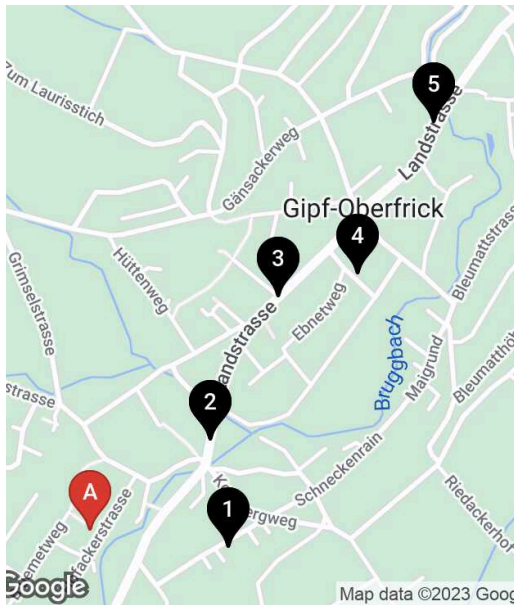 5
Zum Laurisstich
Landstrasse
Gänsackerweg
Gipf-Oberfrick
4
3
Bleumattstrasse
Hüttenweg
Grimselstrasse
Ebnetweg
Landstrasse
Bruggbach
Maigrund
Bleumatthöh
strasse
2
Schneckenrain
A
1
Riedackerhof
Google
Map data ©2023 Goog